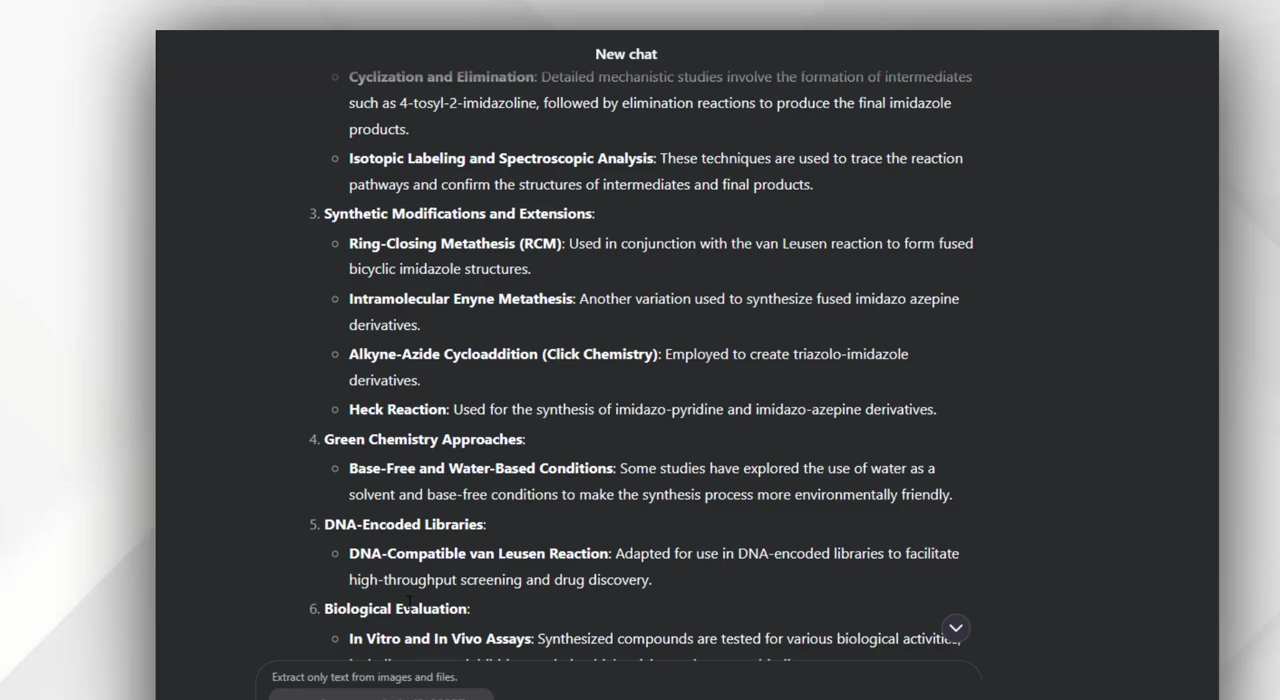 New chat
○ Cyclization and Elimination: Detailed mechanistic studies involve the formation of intermediates
such as 4-tosyl-2-imidazoline, followed by elimination reactions to produce the final imidazole
products.
○ Isotopic Labeling and Spectroscopic Analysis: These techniques are used to trace the reaction
pathways and confirm the structures of intermediates and final products.
3. Synthetic Modifications and Extensions:
○ Ring-Closing Metathesis (RCM): Used in conjunction with the van Leusen reaction to form fused
bicyclic imidazole structures.
○ Intramolecular Enyne Metathesis: Another variation used to synthesize fused imidazo azepine
derivatives.
○ Alkyne-Azide Cycloaddition (Click Chemistry): Employed to create triazolo-imidazole
derivatives.
○ Heck Reaction: Used for the synthesis of imidazo-pyridine and imidazo-azepine derivatives.
4. Green Chemistry Approaches:
○ Base-Free and Water-Based Conditions: Some studies have explored the use of water as a
solvent and base-free conditions to make the synthesis process more environmentally friendly.
5. DNA-Encoded Libraries:
○ DNA-Compatible van Leusen Reaction: Adapted for use in DNA-encoded libraries to facilitate
high-throughput screening and drug discovery.
6. Biological Evaluation:
○ In Vitro and In Vivo Assays: Synthesized compounds are tested for various biological activities,
Extract only text from images and files.